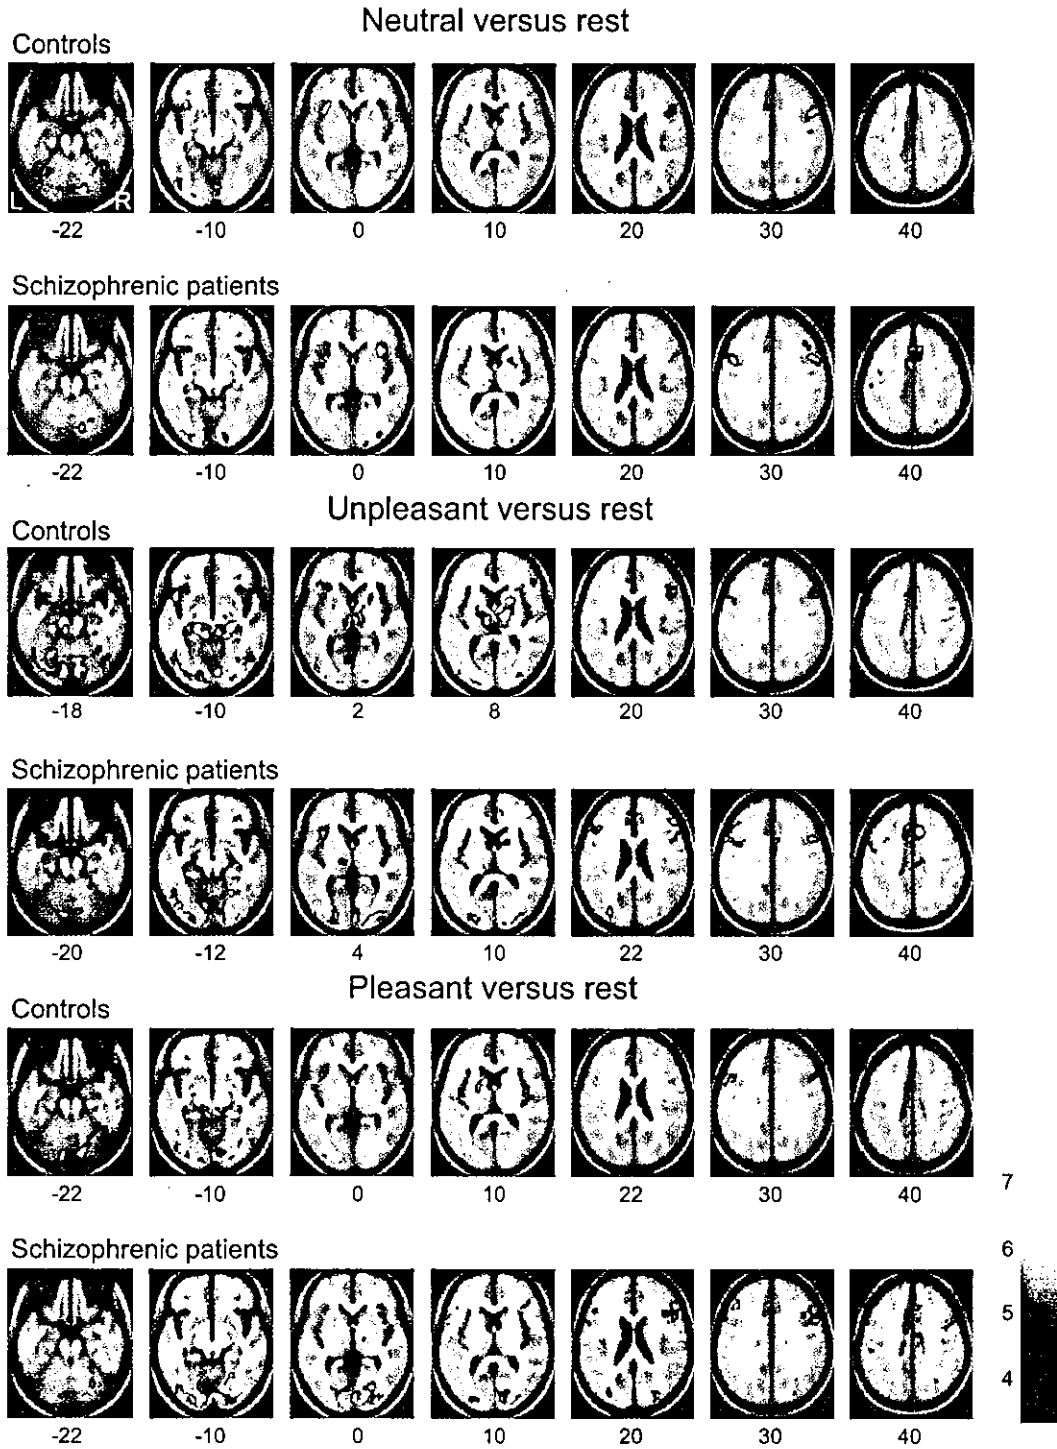 Neutral versus rest
Controls
L R
-22 -10 0 10 20 30 40
Schizophrenic patients
-22 -10 0 10 20 30 40
Unpleasant versus rest
Controls
-18 -10 2 8 20 30 40
Schizophrenic patients
-20 -12 4 10 22 30 40
Pleasant versus rest
Controls
-22 -10 0 10 22 30 40
7
Schizophrenic patients
6
5
4
-22 -10 0 10 20 30 40